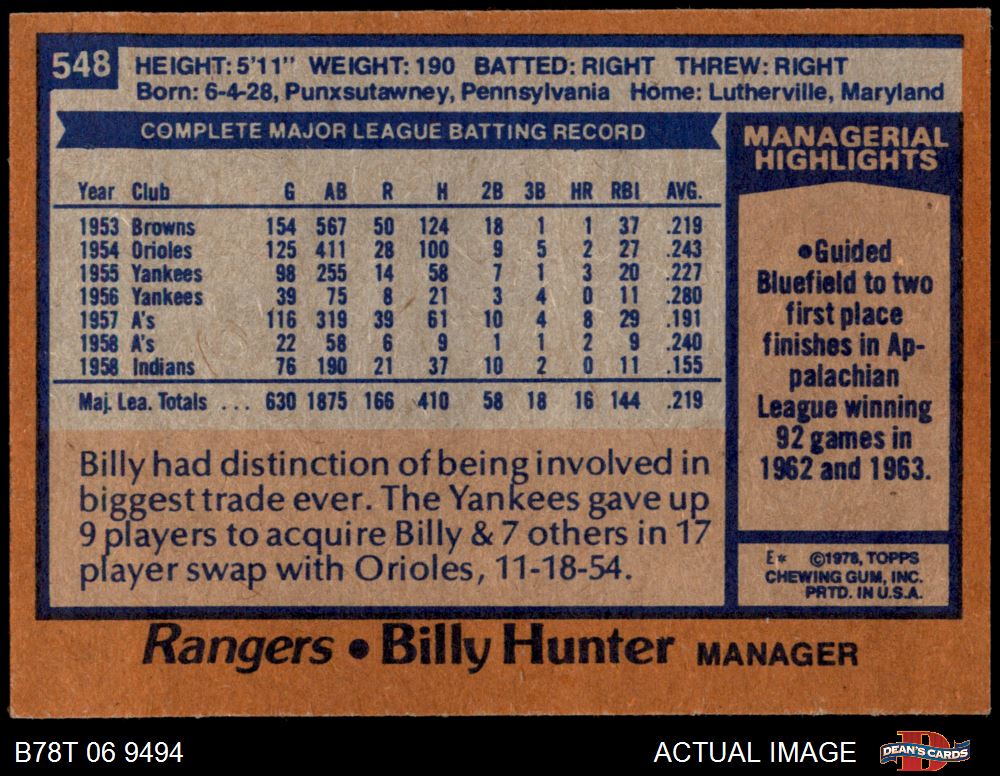 548
HEIGHT: 5'11" WEIGHT: 190 BATTED: RIGHT THREW: RIGHT
Born: 6-4-28, Punxsutawney, Pennsylvania Home: Lutherville, Maryland
COMPLETE MAJOR LEAGUE BATTING RECORD
Year Club G AB R H 2B 3B HR RBI AVG.
1953 Browns 154 567 50 124 18 1 1 37 .219
1954 Orioles 125 411 28 100 9 5 2 27 .243
1955 Yankees 98 255 14 58 7 1 3 20 .227
1956 Yankees 39 75 8 21 3 4 0 11 .280
1957 A's 116 319 39 61 10 4 8 29 .191
1958 A's 22 58 6 9 1 1 2 9 .240
1958 Indians 76 190 21 37 10 2 0 11 .155
Maj. Lea. Totals ... 630 1875 166 410 58 18 16 144 .219
Billy had distinction of being involved in
biggest trade ever. The Yankees gave up
9 players to acquire Billy & 7 others in 17
player swap with Orioles, 11-18-54.
MANAGERIAL
HIGHLIGHTS
•Guided
Bluefield to two
first place
finishes in Ap-
palachian
League winning
92 games in
1962 and 1963.
E* ©1978, TOPPS
CHEWING GUM, INC.
PRTD. IN U.S.A.
Rangers • Billy Hunter MANAGER
B78T 06 9494
ACTUAL IMAGE
D
DEAN'S CARDS